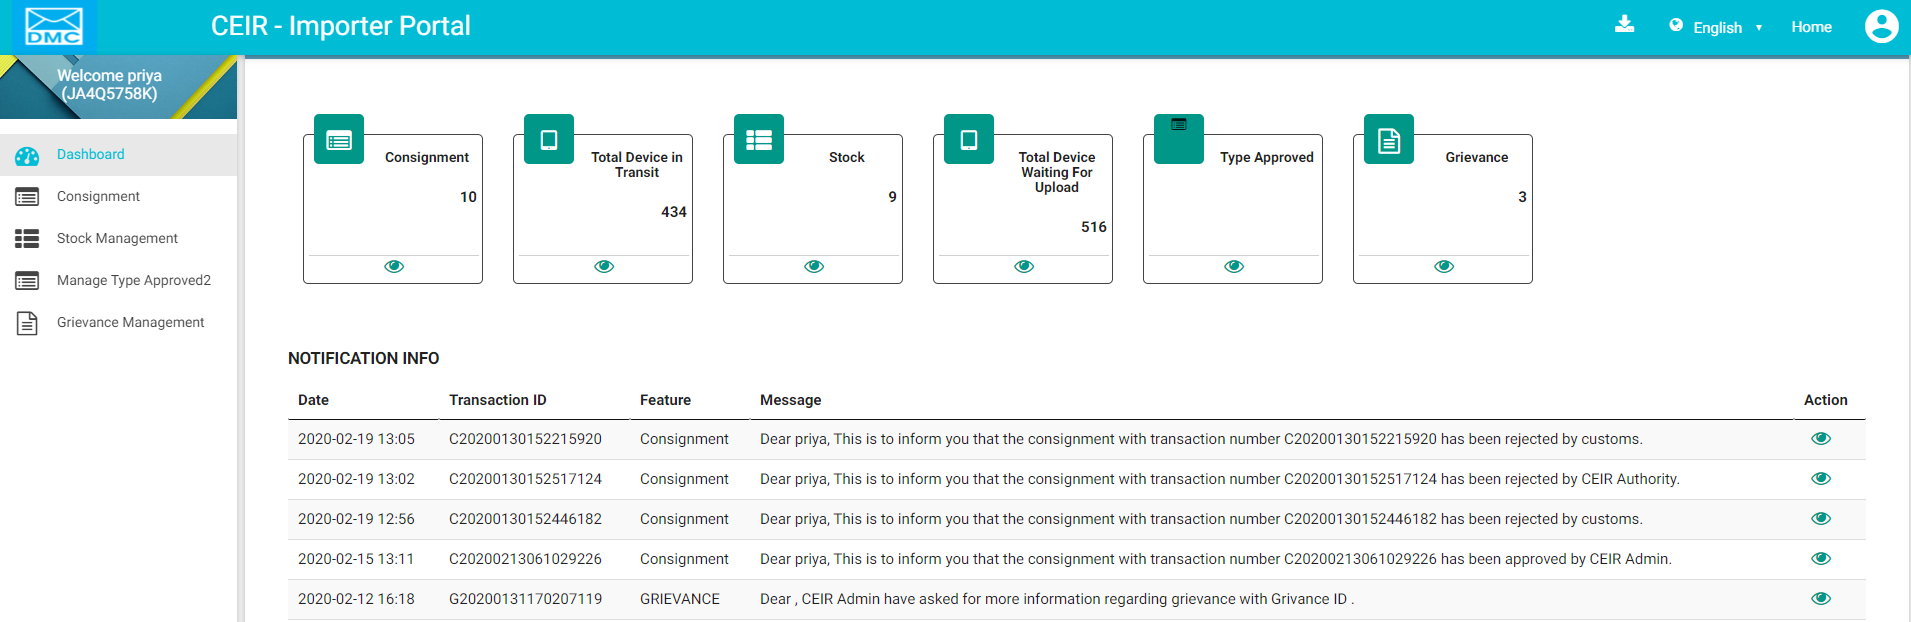 DMC
CEIR - Importer Portal
English
Home
Welcome priya
(JA4Q5758K)
Dashboard
Consignment
Stock Management
Manage Type Approved2
Grievance Management
Consignment
10
Total Device in
Transit
434
Stock
9
Total Device
Waiting For
Upload
516
Type Approved
Grievance
3
NOTIFICATION INFO
Date Transaction ID Feature Message Action
2020-02-19 13:05 C20200130152215920 Consignment Dear priya, This is to inform you that the consignment with transaction number C20200130152215920 has been rejected by customs.
2020-02-19 13:02 C20200130152517124 Consignment Dear priya, This is to inform you that the consignment with transaction number C20200130152517124 has been rejected by CEIR Authority.
2020-02-19 12:56 C20200130152446182 Consignment Dear priya, This is to inform you that the consignment with transaction number C20200130152446182 has been rejected by customs.
2020-02-15 13:11 C20200213061029226 Consignment Dear priya, This is to inform you that the consignment with transaction number C20200213061029226 has been approved by CEIR Admin.
2020-02-12 16:18 G20200131170207119 GRIEVANCE Dear , CEIR Admin have asked for more information regarding grievance with Grivance ID .